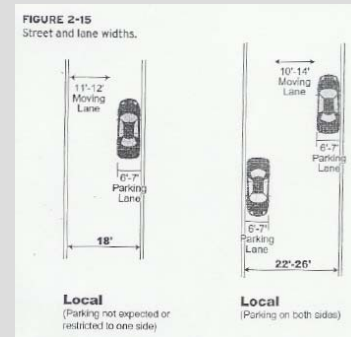 FIGURE 2-15
Street and lane widths.
11'-12'
Moving
Lane
6'-7'
Parking
Lane
18'
Local
(Parking not expected or
restricted to one side)
10'-14'
Moving
Lane
6'-7'
Parking
Lane
6'-7'
Parking
Lane
22'-26'
Local
(Parking on both sides)